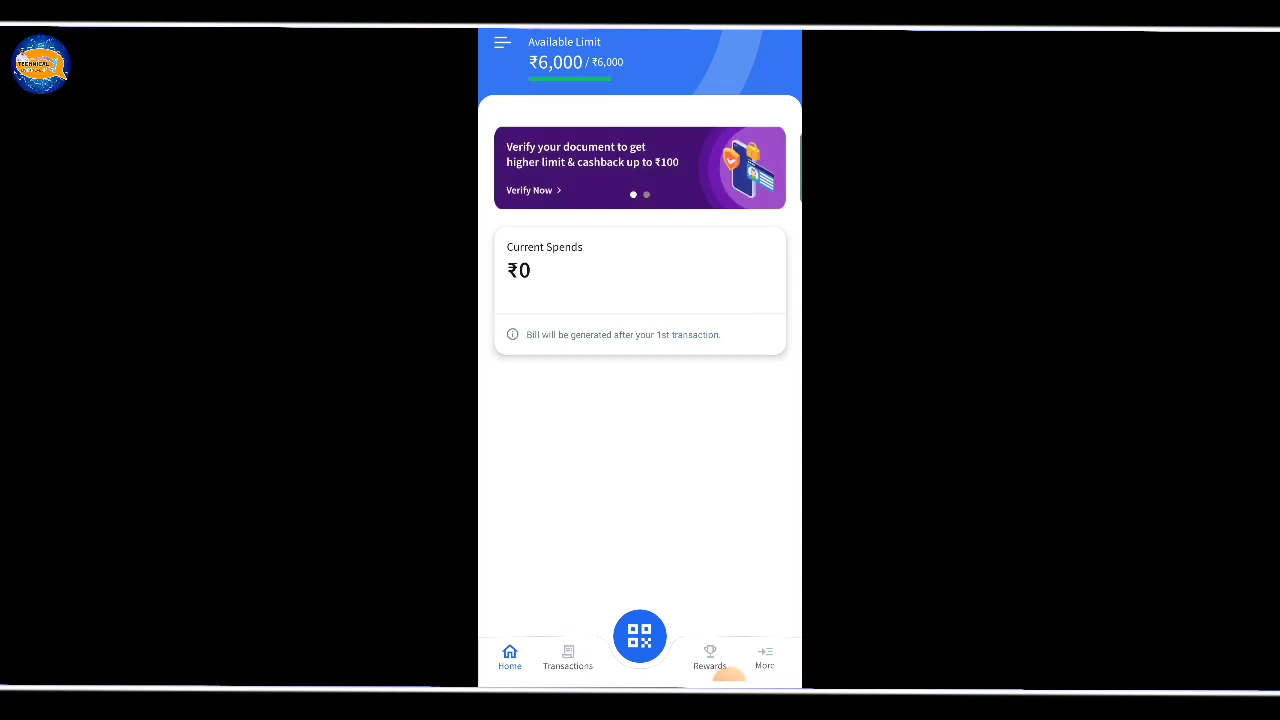 TECHNICAL
Available Limit
₹6,000 / ₹6,000
Verify your document to get
higher limit & cashback up to ₹100
Verify Now >
Current Spends
₹0
Bill will be generated after your 1st transaction.
Home
Transactions
Rewards
More